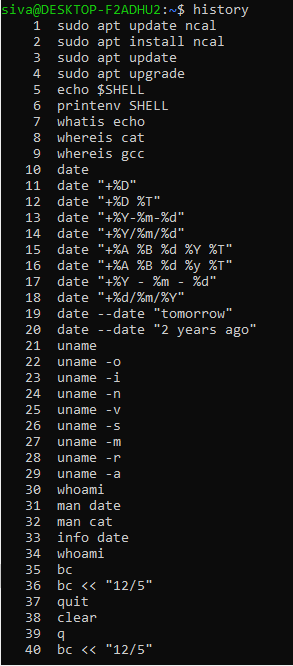 siva@DESKTOP-F2ADHU2:~$ history
1 sudo apt update ncal
2 sudo apt install ncal
3 sudo apt update
4 sudo apt upgrade
5 echo $SHELL
6 printenv SHELL
7 whatis echo
8 whereis cat
9 whereis gcc
10 date
11 date "+%D"
12 date "+%D %T"
13 date "+%Y-%m-%d"
14 date "+%Y/%m/%d"
15 date "+%A %B %d %Y %T"
16 date "+%A %B %d %y %T"
17 date "+%Y - %m - %d"
18 date "+%d/%m/%Y"
19 date --date "tomorrow"
20 date --date "2 years ago"
21 uname
22 uname -o
23 uname -i
24 uname -n
25 uname -v
26 uname -s
27 uname -m
28 uname -r
29 uname -a
30 whoami
31 man date
32 man cat
33 info date
34 whoami
35 bc
36 bc << "12/5"
37 quit
38 clear
39 q
40 bc << "12/5"